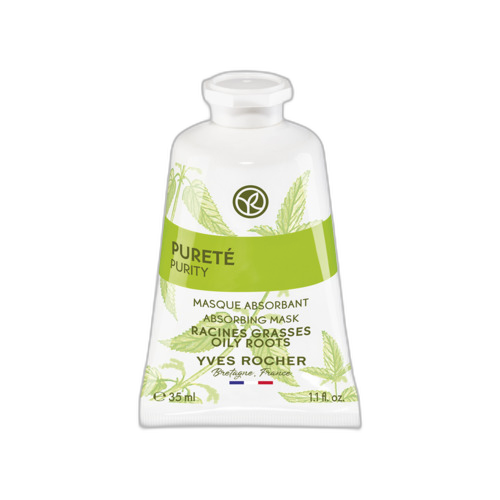 PURETÉ
PURITY
MASQUE ABSORBANT
ABSORBING MASK
RACINES GRASSES
OILY ROOTS
YVES ROCHER
Bretagne, France
℮ 35 ml 1.1 fl. oz.